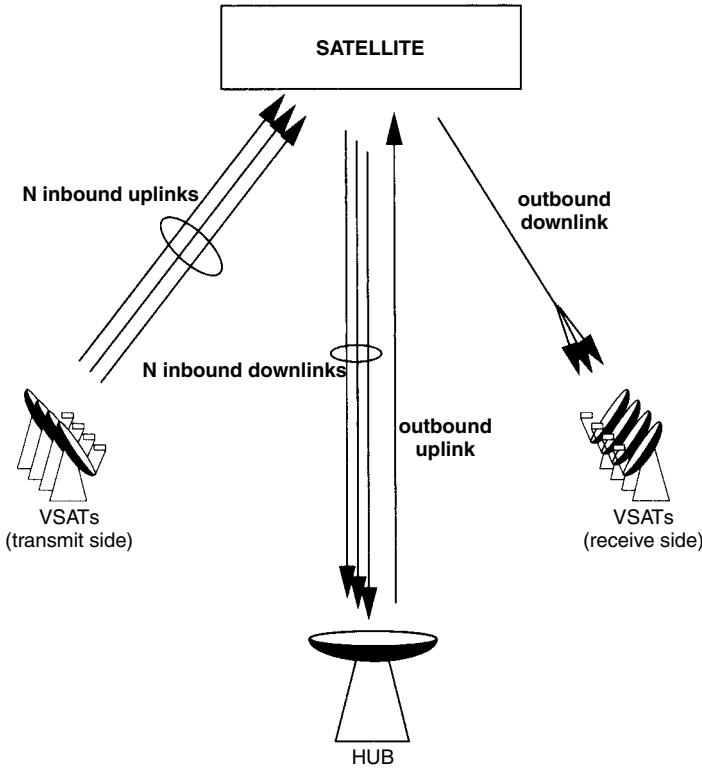 SATELLITE
N inbound uplinks
outbound
downlink
N inbound downlinks
outbound
uplink
VSATs
(transmit side)
VSATs
(receive side)
HUB